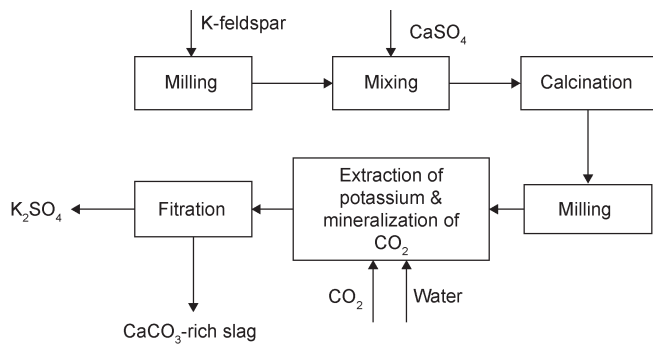 K-feldspar
CaSO₄
Milling
Mixing
Calcination
Extraction of
potassium &
mineralization of
CO₂
Milling
Fitration
K₂SO₄
CO₂
Water
CaCO₃-rich slag